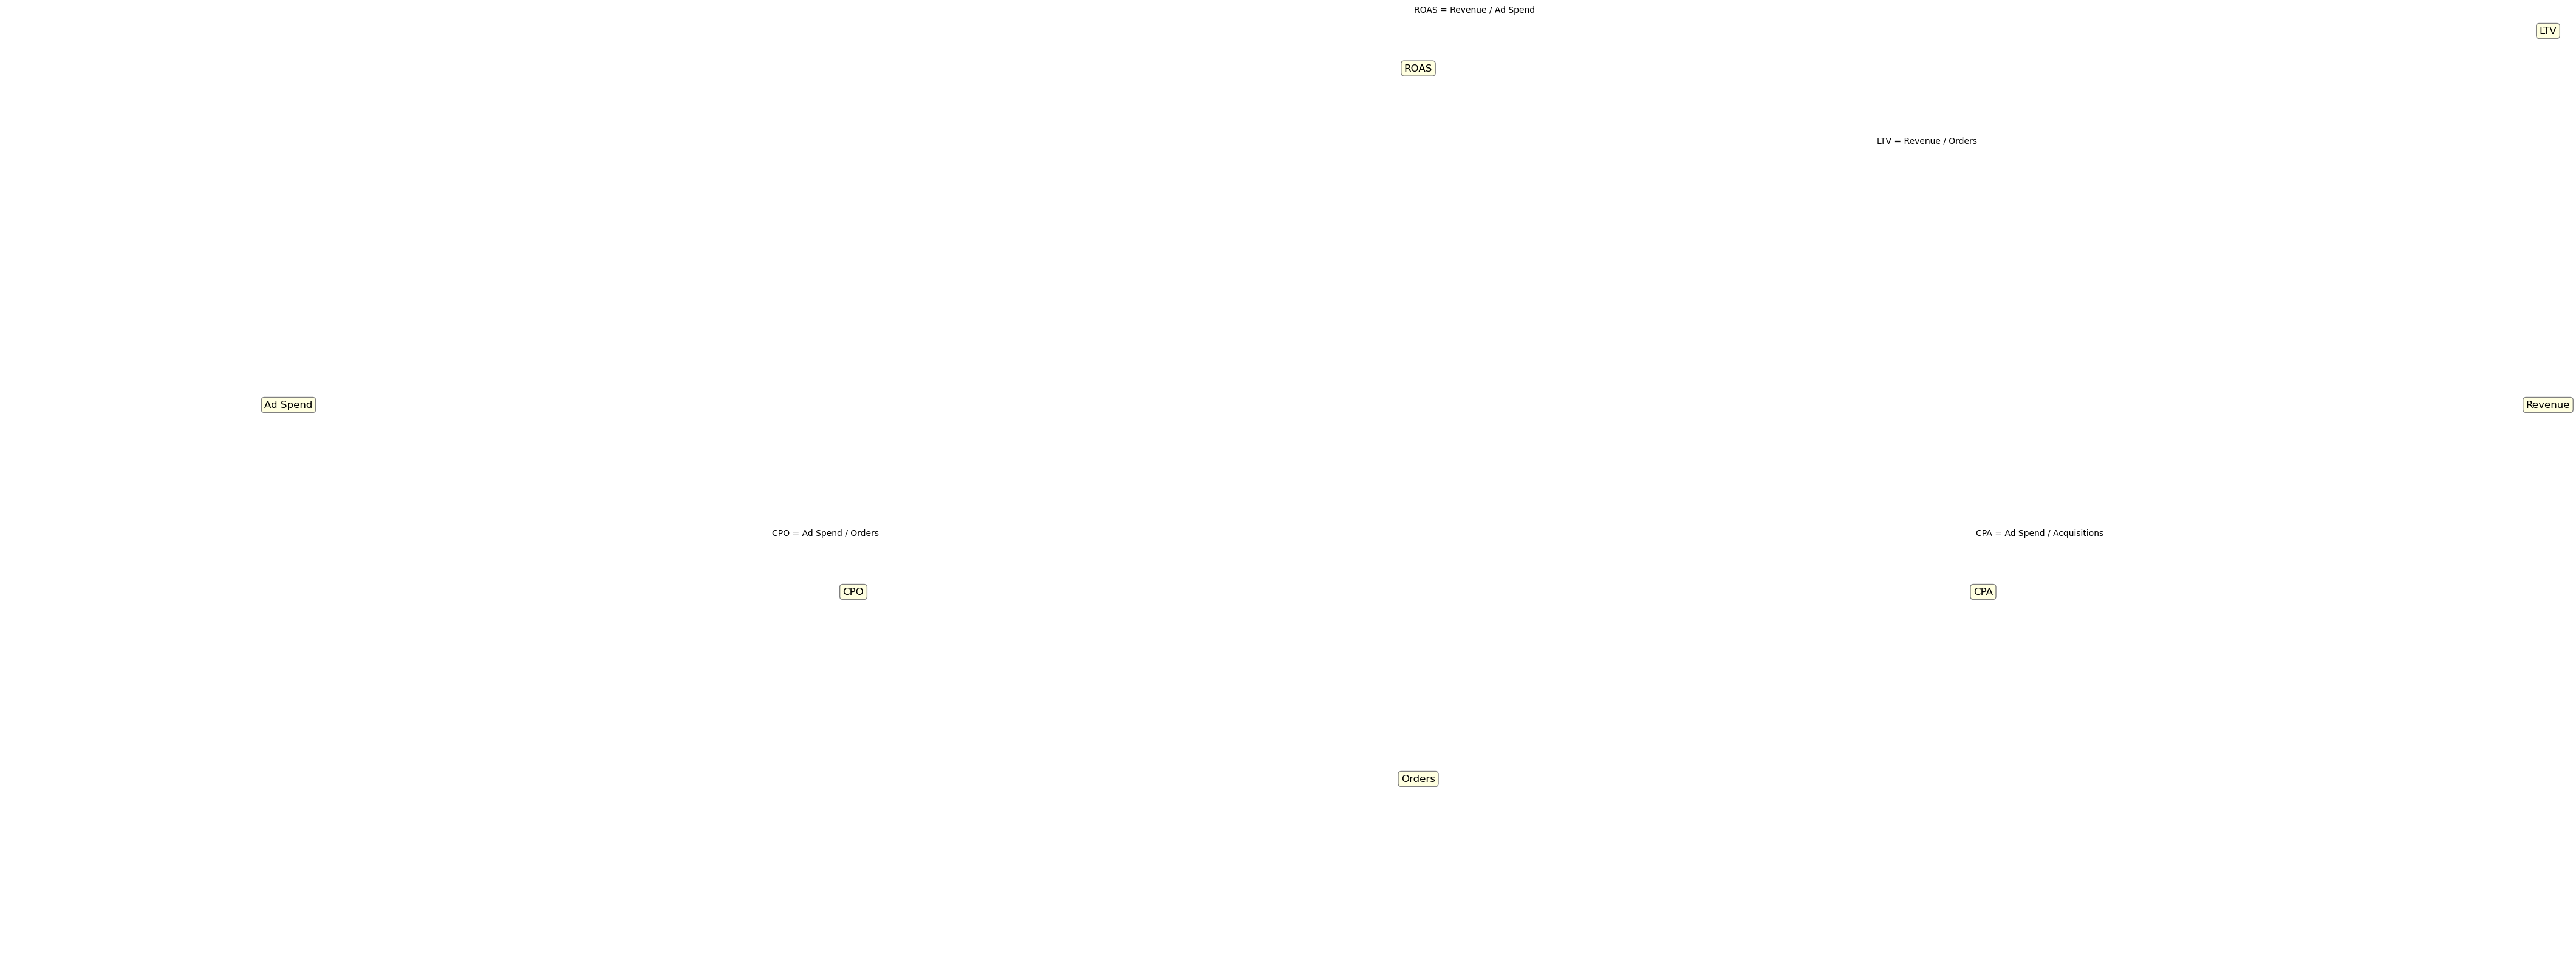 ROAS = Revenue / Ad Spend
LTV
ROAS
LTV = Revenue / Orders
Ad Spend
Revenue
CPO = Ad Spend / Orders
CPA = Ad Spend / Acquisitions
CPO
CPA
Orders